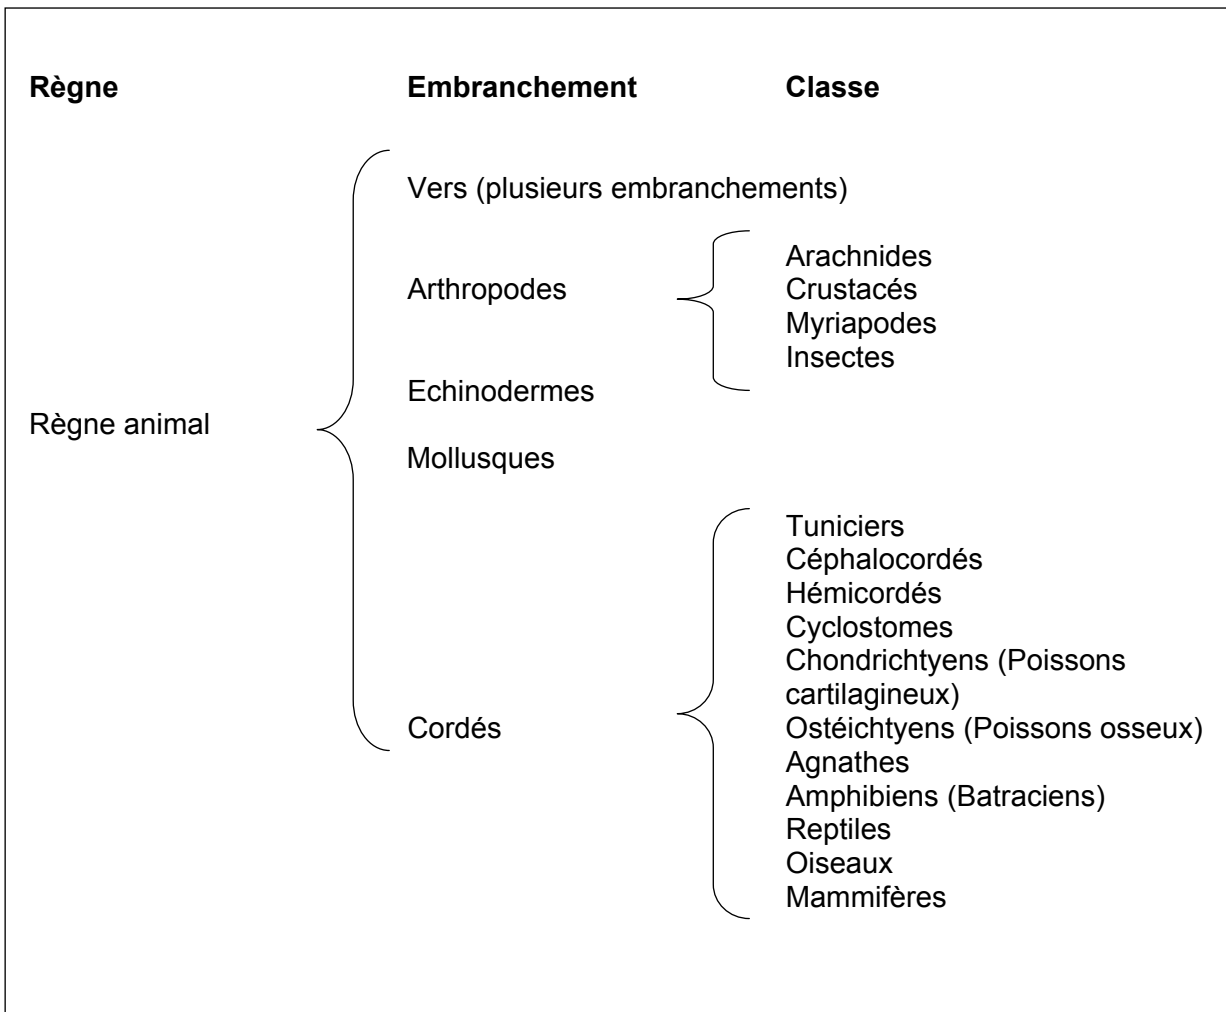 Règne Embranchement Classe
Vers (plusieurs embranchements)
Arthropodes
Arachnides
Crustacés
Myriapodes
Insectes
Echinodermes
Règne animal
Mollusques
Tuniciers
Céphalocordés
Hémicordés
Cyclostomes
Chondrichtyens (Poissons
cartilagineux)
Cordés
Ostéichtyens (Poissons osseux)
Agnathes
Amphibiens (Batraciens)
Reptiles
Oiseaux
Mammifères